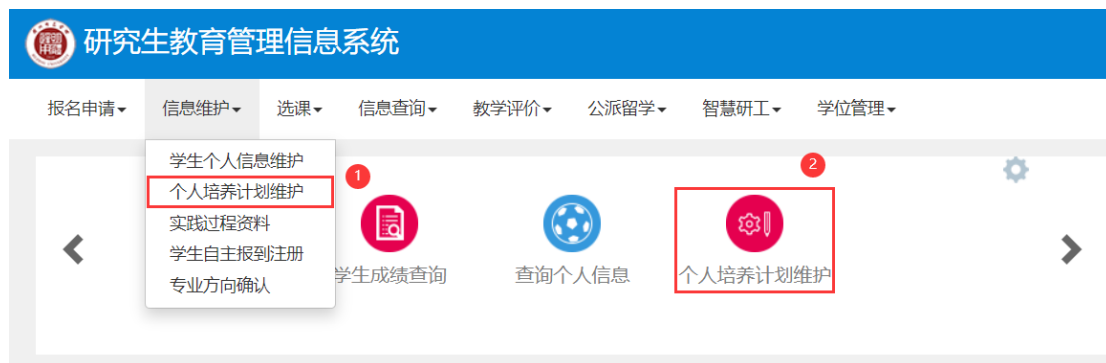 研究生教育管理信息系统
报名申请 信息维护 选课 信息查询 教学评价 公派留学 智慧研工 学位管理
学生个人信息维护
个人培养计划维护
实践过程资料
学生自主报到注册
专业方向确认
1
2
学生成绩查询 查询个人信息 个人培养计划维护